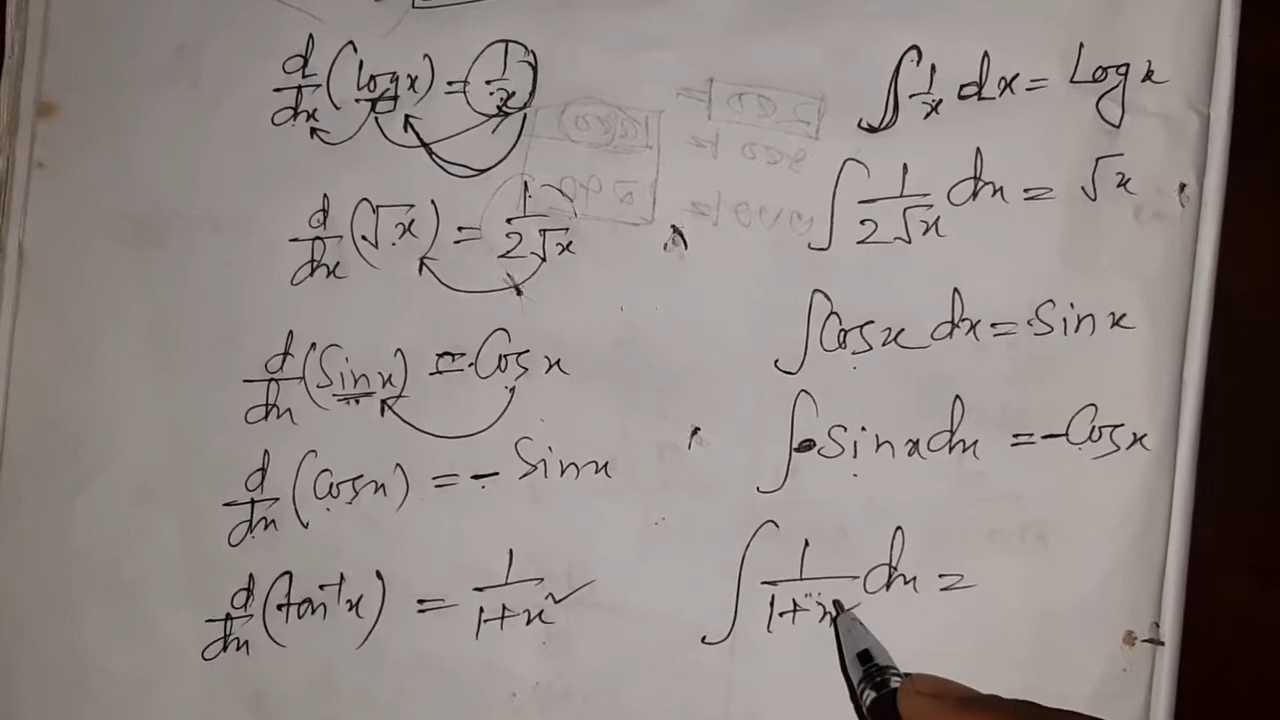 d/dx (log x) = 1/x
∫ 1/x dx = Log x
d/dx (√x) = 1/2√x
∫ 1/2√x dx = √x
d/dx (Sin x) = Cos x
∫ Cos x dx = Sin x
d/dx (Cos x) = - Sin x
∫ Sin x dx = -Cos x
d/dx (tan⁻¹x) = 1/1+x²
∫ 1/1+x² dx =